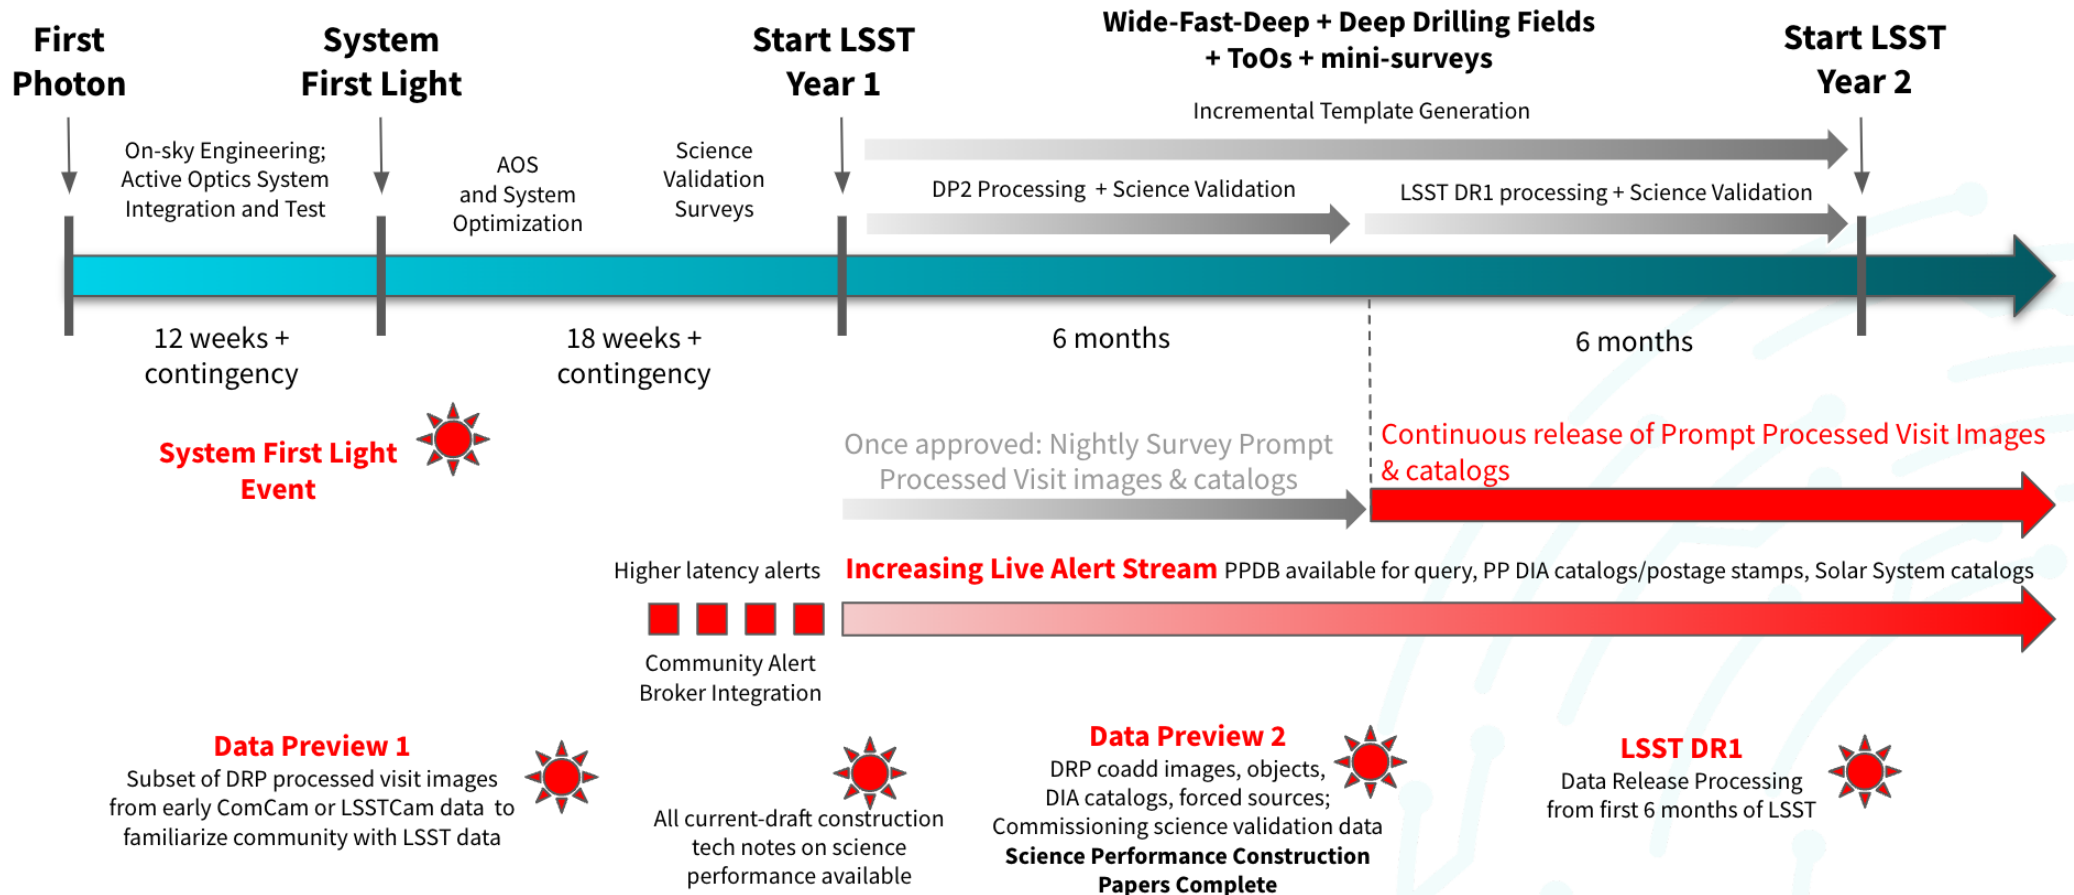 First
Photon
System
First Light
Start LSST
Year 1
Wide-Fast-Deep + Deep Drilling Fields
+ ToOs + mini-surveys
Start LSST
Year 2
Incremental Template Generation
On-sky Engineering;
Active Optics System
Integration and Test
AOS
and System
Optimization
Science
Validation
Surveys
DP2 Processing + Science Validation
LSST DR1 processing + Science Validation
12 weeks +
contingency
18 weeks +
contingency
6 months
6 months
System First Light
Event
Once approved: Nightly Survey Prompt
Processed Visit images & catalogs
Continuous release of Prompt Processed Visit Images
& catalogs
Higher latency alerts
Increasing Live Alert Stream PPDB available for query, PP DIA catalogs/postage stamps, Solar System catalogs
Community Alert
Broker Integration
Data Preview 1
Subset of DRP processed visit images
from early ComCam or LSSTCam data to
familiarize community with LSST data
All current-draft construction
tech notes on science
performance available
Data Preview 2
DRP coadd images, objects,
DIA catalogs, forced sources;
Commissioning science validation data
Science Performance Construction
Papers Complete
LSST DR1
Data Release Processing
from first 6 months of LSST